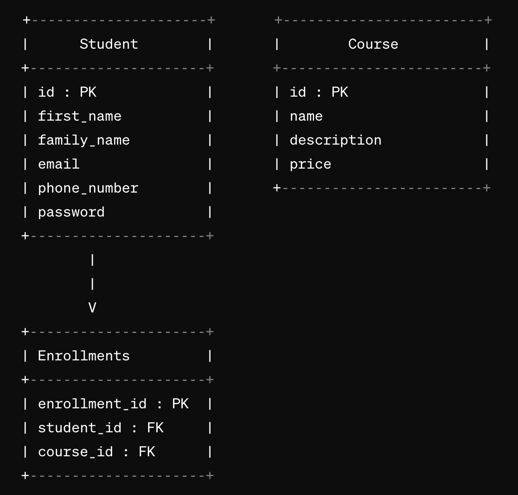 Student
id : PK
first_name
family_name
email
phone_number
password
Course
id : PK
name
description
price
V
Enrollments
enrollment_id : PK
student_id : FK
course_id : FK